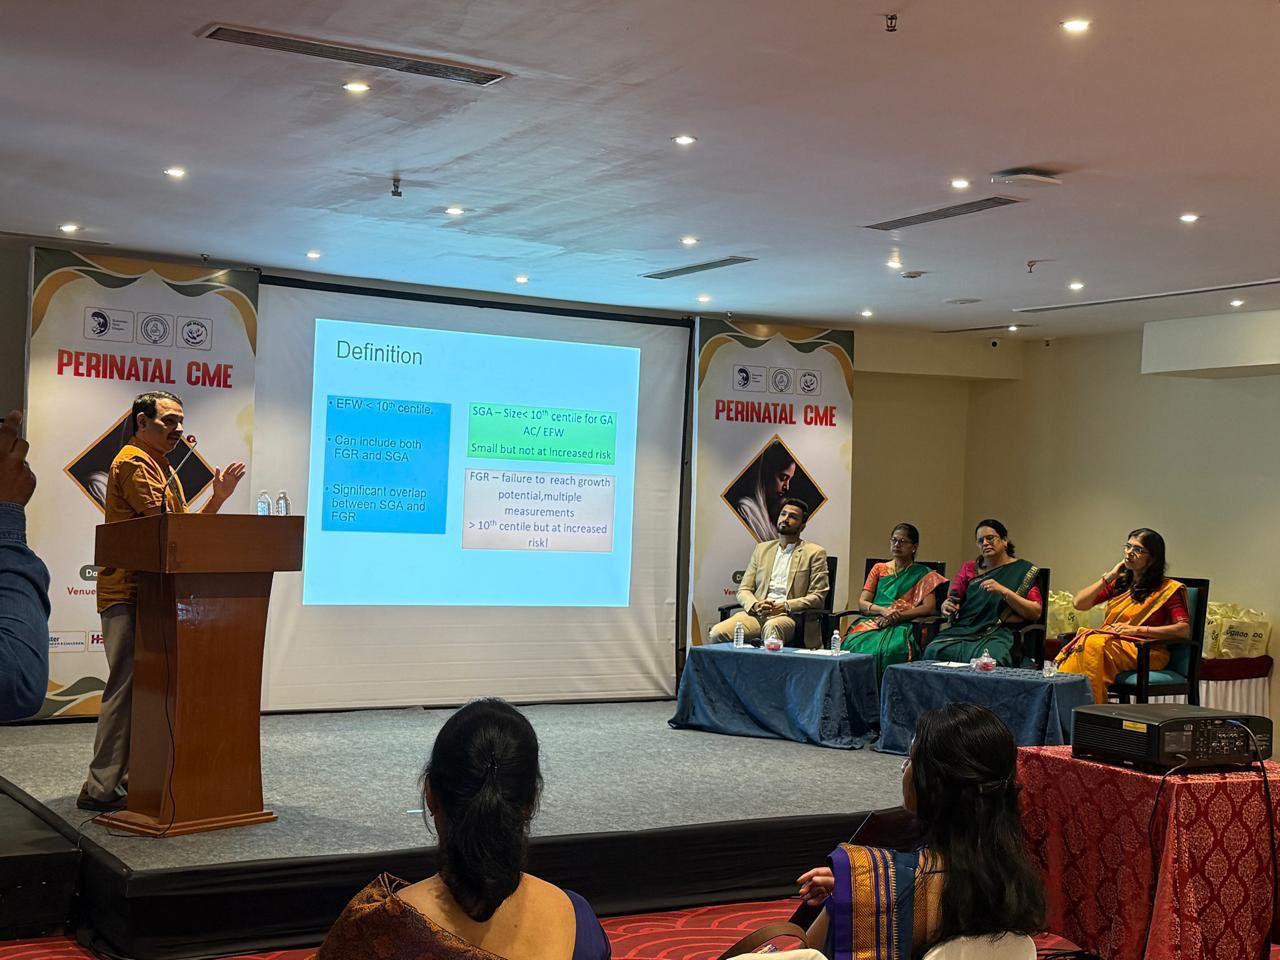 PERINATAL CME
Venue
Definition
• EFW < 10th centile.
• Can include both
FGR and SGA
• Significant overlap
between SGA and
FGR
SGA – Size< 10th centile for GA
AC/ EFW
Small but not at increased risk
FGR – failure to reach growth
potential,multiple
measurements
> 10th centile but at increased
risk!
PERINATAL CME